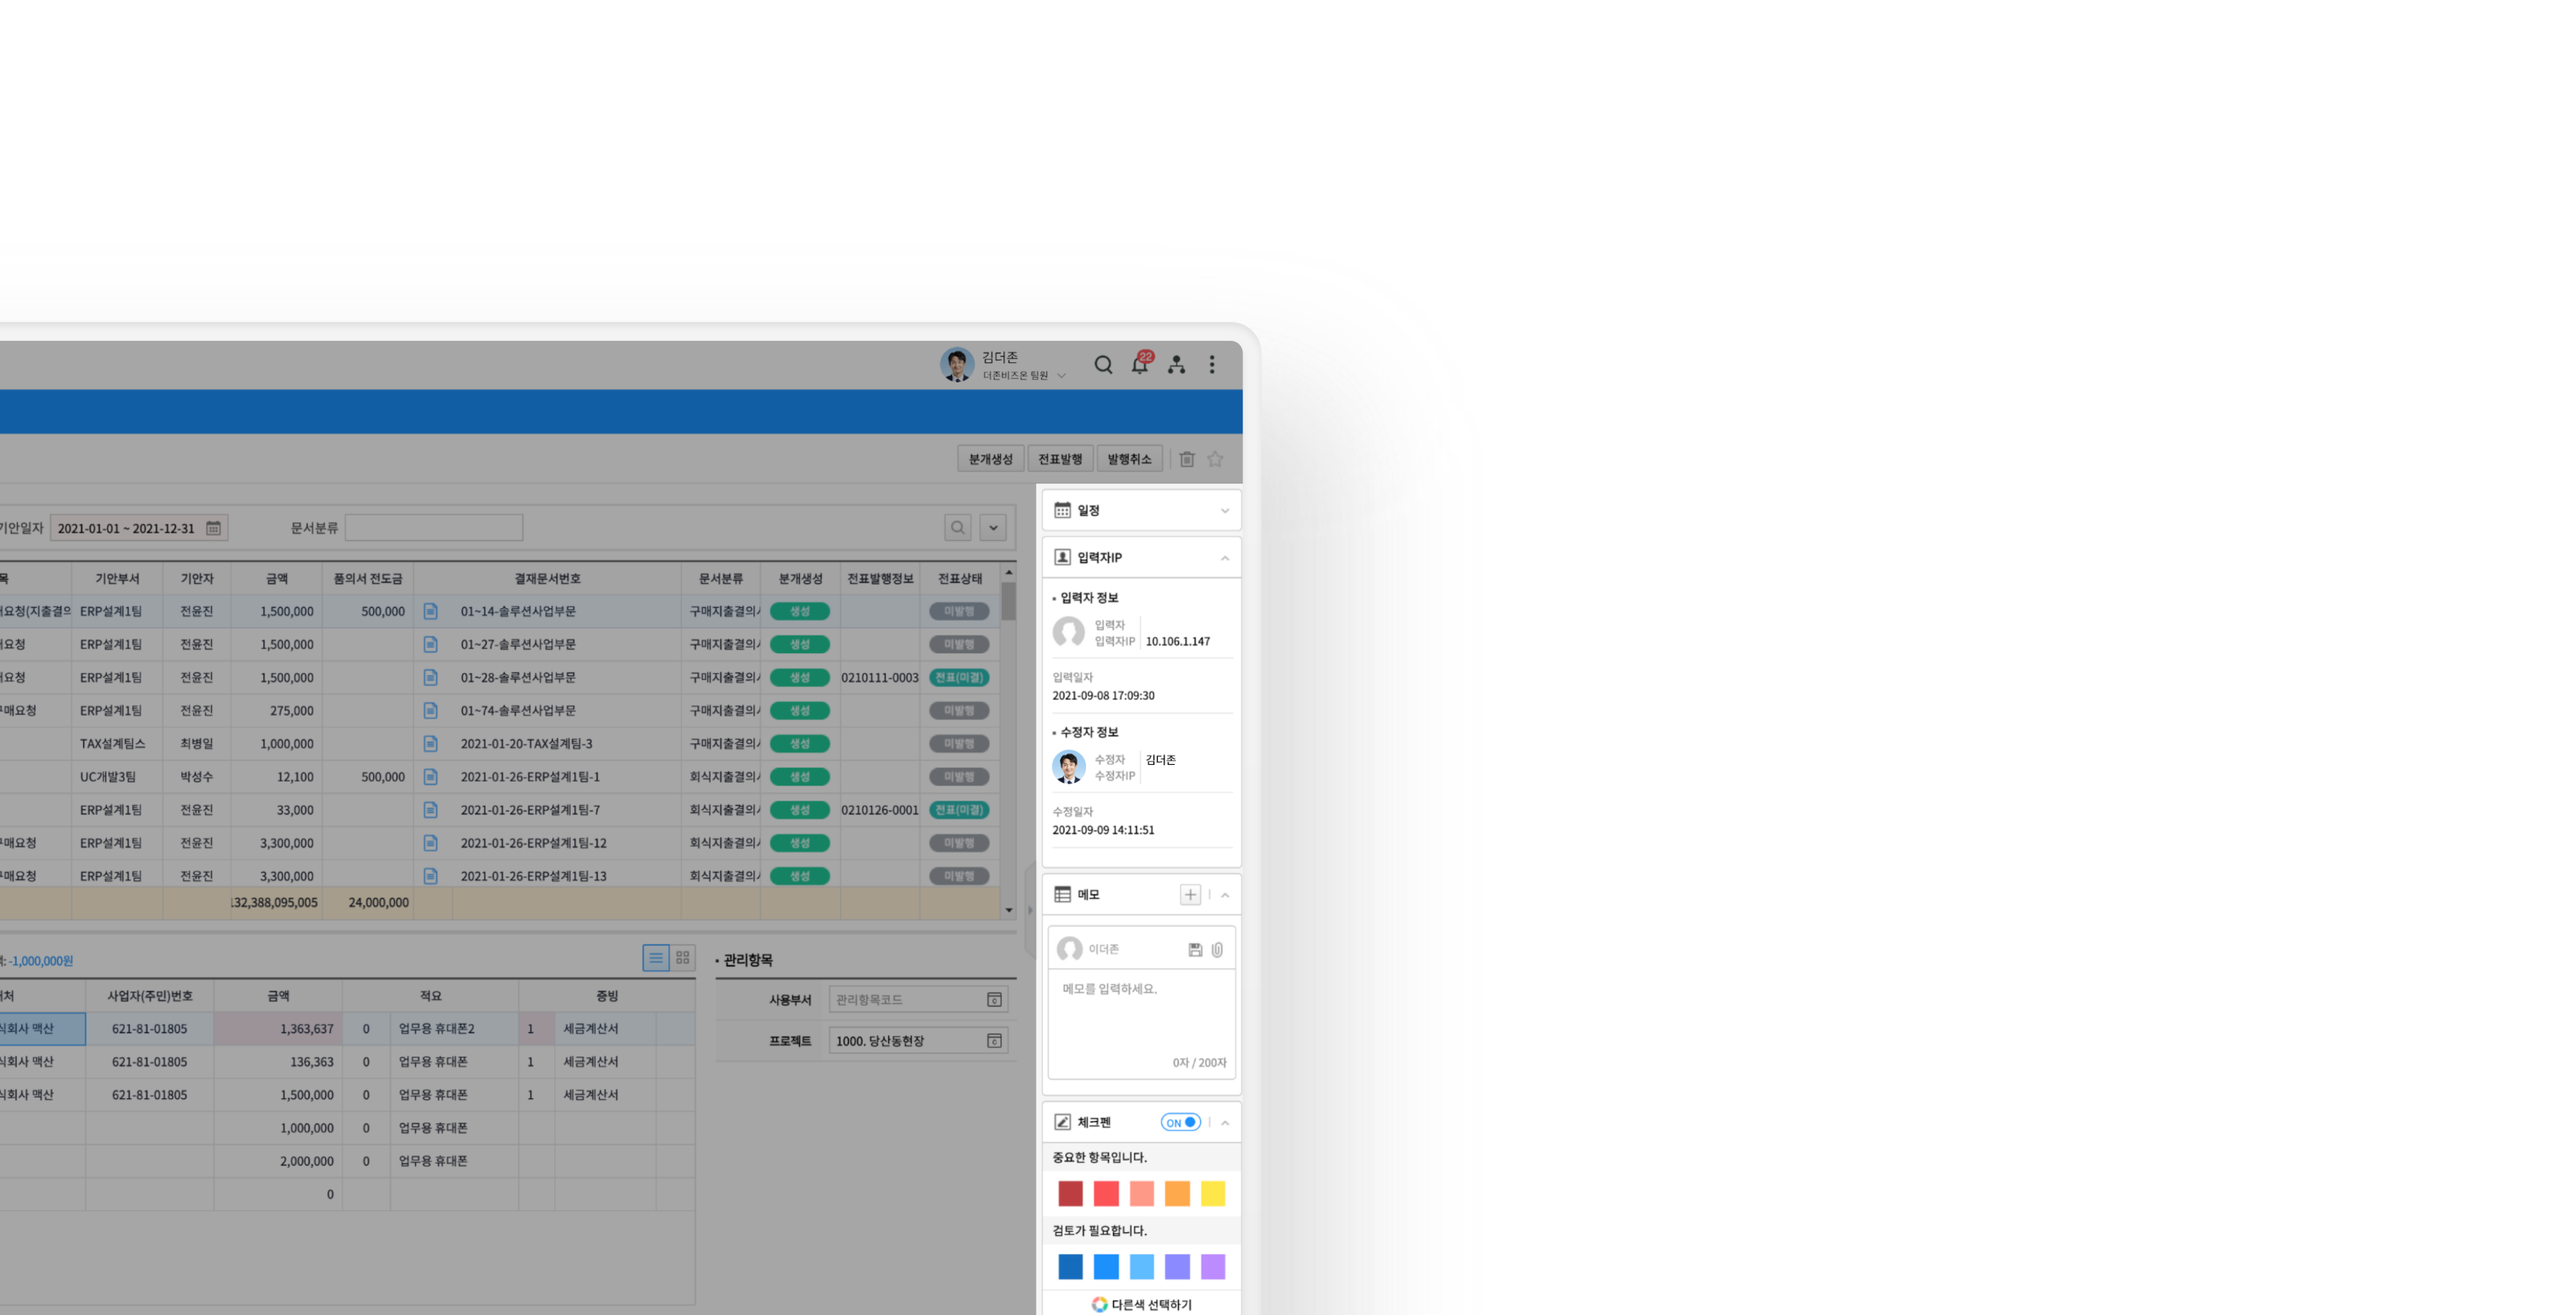 김더존
더존비즈온 팀원
22
분개생성 전표발행 발행취소
기안일자 2021-01-01 ~ 2021-12-31 문서분류
목 기안부서 기안자 금액 품의서 전도금 결재문서번호 문서분류 분개생성 전표발행정보 전표상태
요청(지출결의 ERP설계1팀 전윤진 1,500,000 500,000 01~14-솔루션사업부문 구매지출결의 생성 미발행
요청 ERP설계1팀 전윤진 1,500,000 01~27-솔루션사업부문 구매지출결의 생성 미발행
요청 ERP설계1팀 전윤진 1,500,000 01~28-솔루션사업부문 구매지출결의 생성 0210111-0003 전표(미결)
구매요청 ERP설계1팀 전윤진 275,000 01~74-솔루션사업부문 구매지출결의 생성 미발행
TAX설계팀스 최병일 1,000,000 2021-01-20-TAX설계팀-3 구매지출결의 생성 미발행
UC개발3팀 박성수 12,100 500,000 2021-01-26-ERP설계1팀-1 회식지출결의 생성 미발행
ERP설계1팀 전윤진 33,000 2021-01-26-ERP설계1팀-7 회식지출결의 생성 0210126-0001 전표(미결)
구매요청 ERP설계1팀 전윤진 3,300,000 2021-01-26-ERP설계1팀-12 회식지출결의 생성 미발행
구매요청 ERP설계1팀 전윤진 3,300,000 2021-01-26-ERP설계1팀-13 회식지출결의 생성 미발행
132,388,095,005 24,000,000
-1,000,000원
처 사업자(주민)번호 금액 적요 증빙
식회사 맥산 621-81-01805 1,363,637 0 업무용 휴대폰2 1 세금계산서
식회사 맥산 621-81-01805 136,363 0 업무용 휴대폰 1 세금계산서
식회사 맥산 621-81-01805 1,500,000 0 업무용 휴대폰 1 세금계산서
1,000,000 0 업무용 휴대폰
2,000,000 0 업무용 휴대폰
0
• 관리항목
사용부서 관리항목코드
프로젝트 1000. 당산동현장
일정
입력자IP
• 입력자 정보
입력자
입력자IP 10.106.1.147
입력일자
2021-09-08 17:09:30
• 수정자 정보
수정자 김더존
수정자IP
수정일자
2021-09-09 14:11:51
메모
이더존
메모를 입력하세요.
0자 / 200자
체크펜 ON
중요한 항목입니다.
검토가 필요합니다.
다른색 선택하기